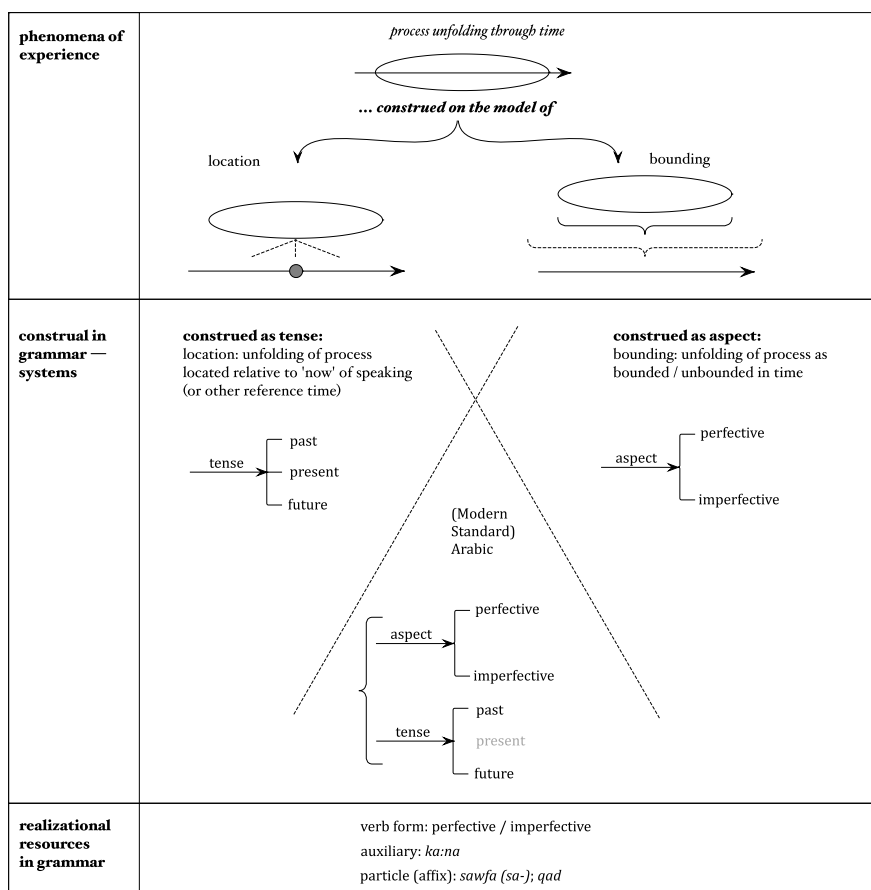 phenomena of
experience
process unfolding through time
... construed on the model of
location
bounding
construal in
grammar —
systems
construed as tense:
location: unfolding of process
located relative to 'now' of speaking
(or other reference time)
construed as aspect:
bounding: unfolding of process as
bounded / unbounded in time
tense
past
present
future
aspect
perfective
imperfective
(Modern
Standard)
Arabic
aspect
perfective
imperfective
tense
past
present
future
realizational
resources
in grammar
verb form: perfective / imperfective
auxiliary: ka:na
particle (affix): sawfa (sa-); qad